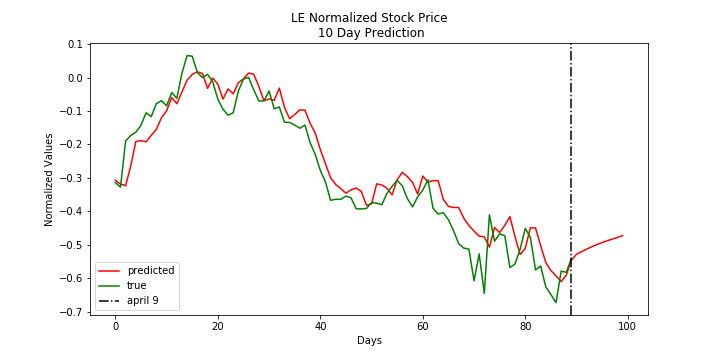 LE Normalized Stock Price
10 Day Prediction
Normalized Values
0.1
0.0
−0.1
−0.2
−0.3
−0.4
−0.5
−0.6
−0.7
predicted
true
april 9
0
20
40
60
80
100
Days